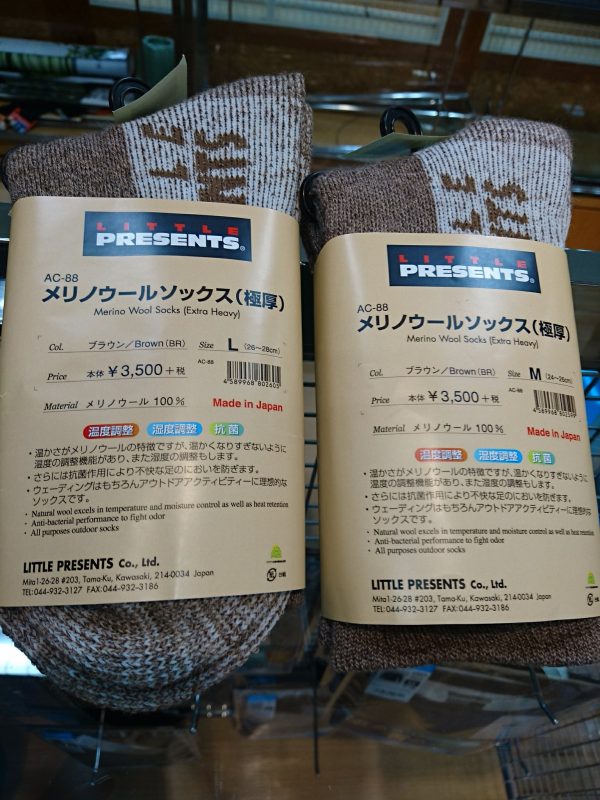 LE
NTS
LITTLE
PRESENTS®
AC-88
メリノウールソックス(極厚)
Merino Wool Socks (Extra Heavy)
Col. ブラウン/Brown(BR) Size L (26~28cm)
Price 本体 ¥3,500+税 AC-88
4589968802605
Material メリノウール 100% Made in Japan
温度調整 湿度調整 抗菌
・温かさがメリノウールの特徴ですが、温かくなりすぎないように
温度の調整機能があり、また湿度の調整もします。
・さらには抗菌作用により不快な足のにおいを防ぎます。
・ウェーディングはもちろんアウトドアアクティビティーに理想的な
ソックスです。
・Natural wool excels in temperature and moisture control as well as heat retention
・Anti-bacterial performance to fight odor
・All purposes outdoor socks
LITTLE PRESENTS Co., Ltd.
Mita1-26-28 #203, Tama-Ku, Kawasaki, 214-0034 Japan
TEL:044-932-3127 FAX:044-932-3186
台紙
LE
TS
LITTLE
PRESENTS®
AC-88
メリノウールソックス(極厚)
Merino Wool Socks (Extra Heavy)
Col. ブラウン/Brown(BR) Size M (24~26cm)
Price 本体 ¥3,500+税 AC-88
Material メリノウール 100% Made in Japan
温度調整 湿度調整 抗菌
・温かさがメリノウールの特徴ですが、温かくなりすぎないように
温度の調整機能があり、また湿度の調整もします。
・さらには抗菌作用により不快な足のにおいを防ぎます。
・ウェーディングはもちろんアウトドアアクティビティーに理想的な
ソックスです。
・Natural wool excels in temperature and moisture control as well as heat retention
・Anti-bacterial performance to fight odor
・All purposes outdoor socks
LITTLE PRESENTS Co., Ltd.
Mita1-26-28 #203, Tama-Ku, Kawasaki, 214-0034 Japan
TEL:044-932-3127 FAX:044-932-3186
台紙